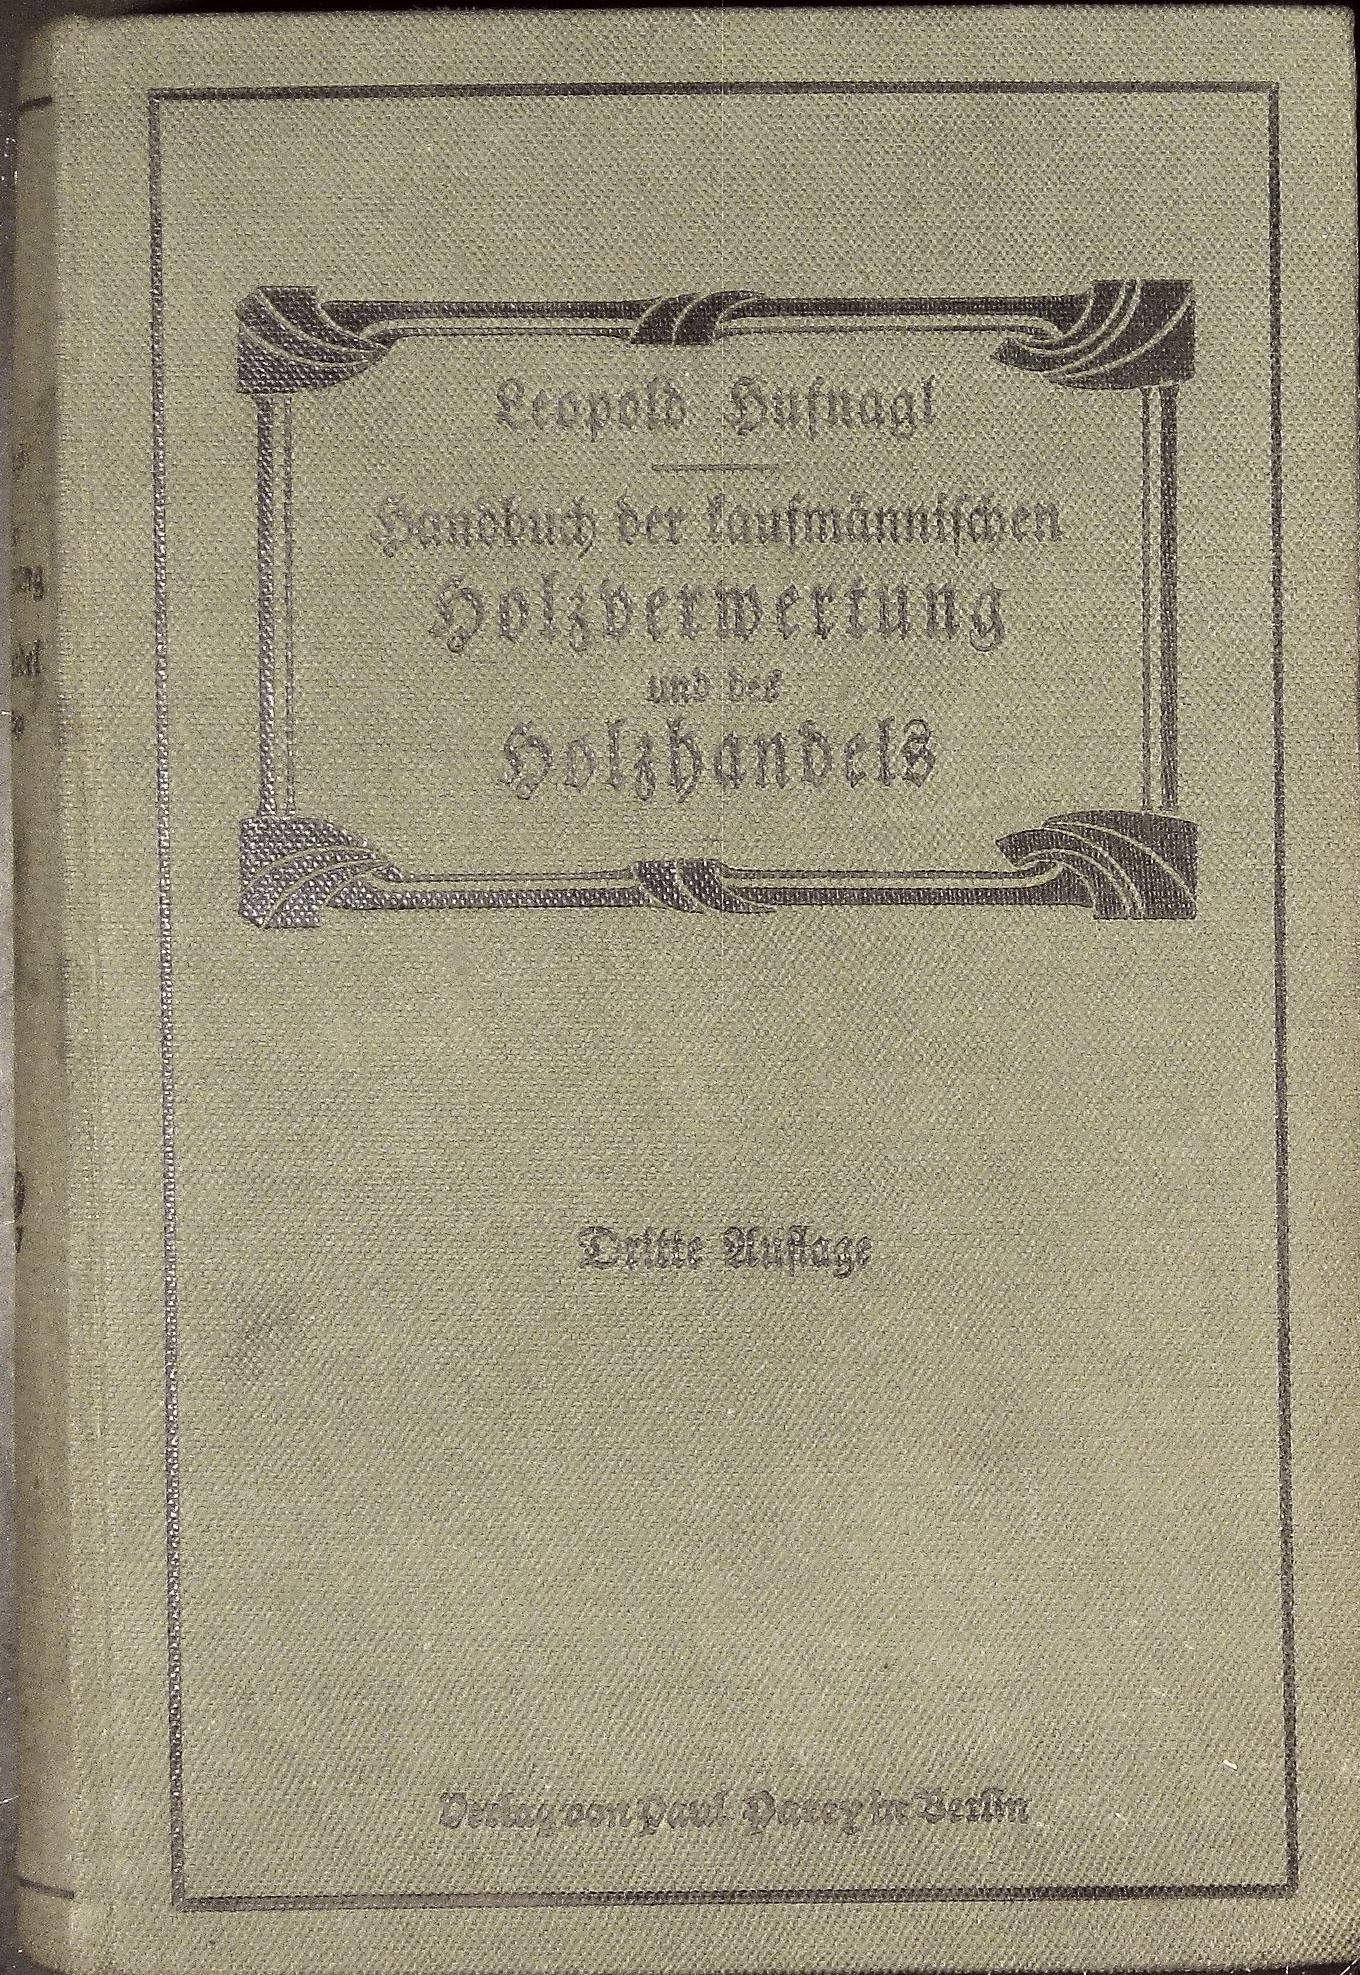 Leopold Hufnagl
Handbuch der kaufmännischen
Holzverwertung
und des
Holzhandels
Dritte Auflage
Verlag von Paul Parey in Berlin